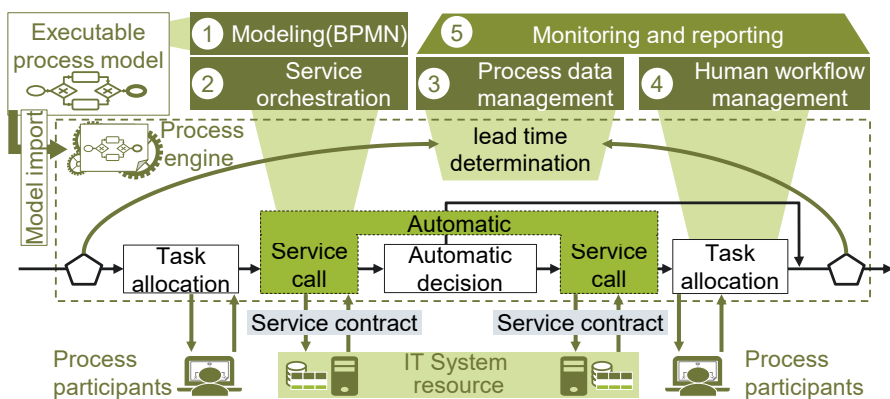 Executable
process model
1 Modeling(BPMN)
5 Monitoring and reporting
2 Service
orchestration
3 Process data
management
4 Human workflow
management
Model import
Process
engine
lead time
determination
Automatic
Task
allocation
Service
call
Automatic
decision
Service
call
Task
allocation
Service contract
Service contract
Process
participants
IT System
resource
Process
participants